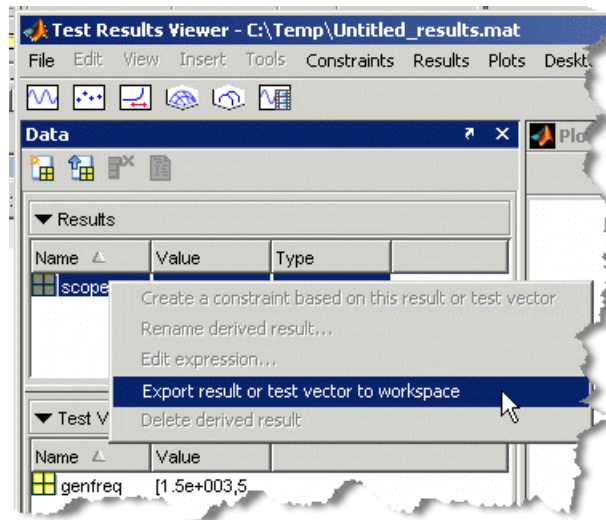 Test Results Viewer - C:\Temp\Untitled_results.mat
File Edit View Insert Tools Constraints Results Plots
Data
Results
Name Value Type
scope
Create a constraint based on this result or test vector
Rename derived result...
Edit expression...
Export result or test vector to workspace
Delete derived result
Test V
Name Value
genfreq [1.5e+003,5